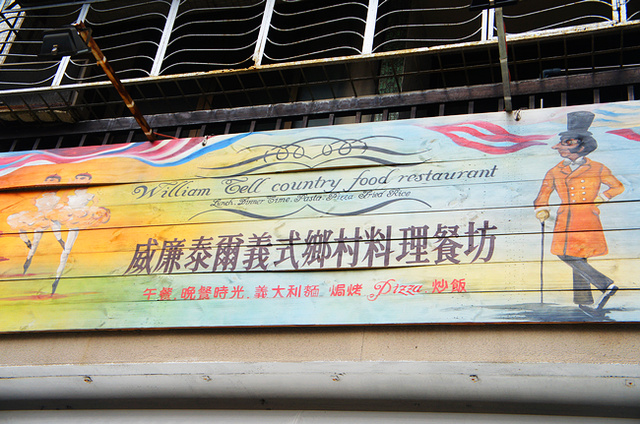 William Tell country food restaurant
Lunch. Dinner Time. Pasta. Pizza. Fried Rice
威廉泰爾義式鄉村料理餐坊
午餐.晚餐時光.義大利麵.焗烤.Pizza.炒飯